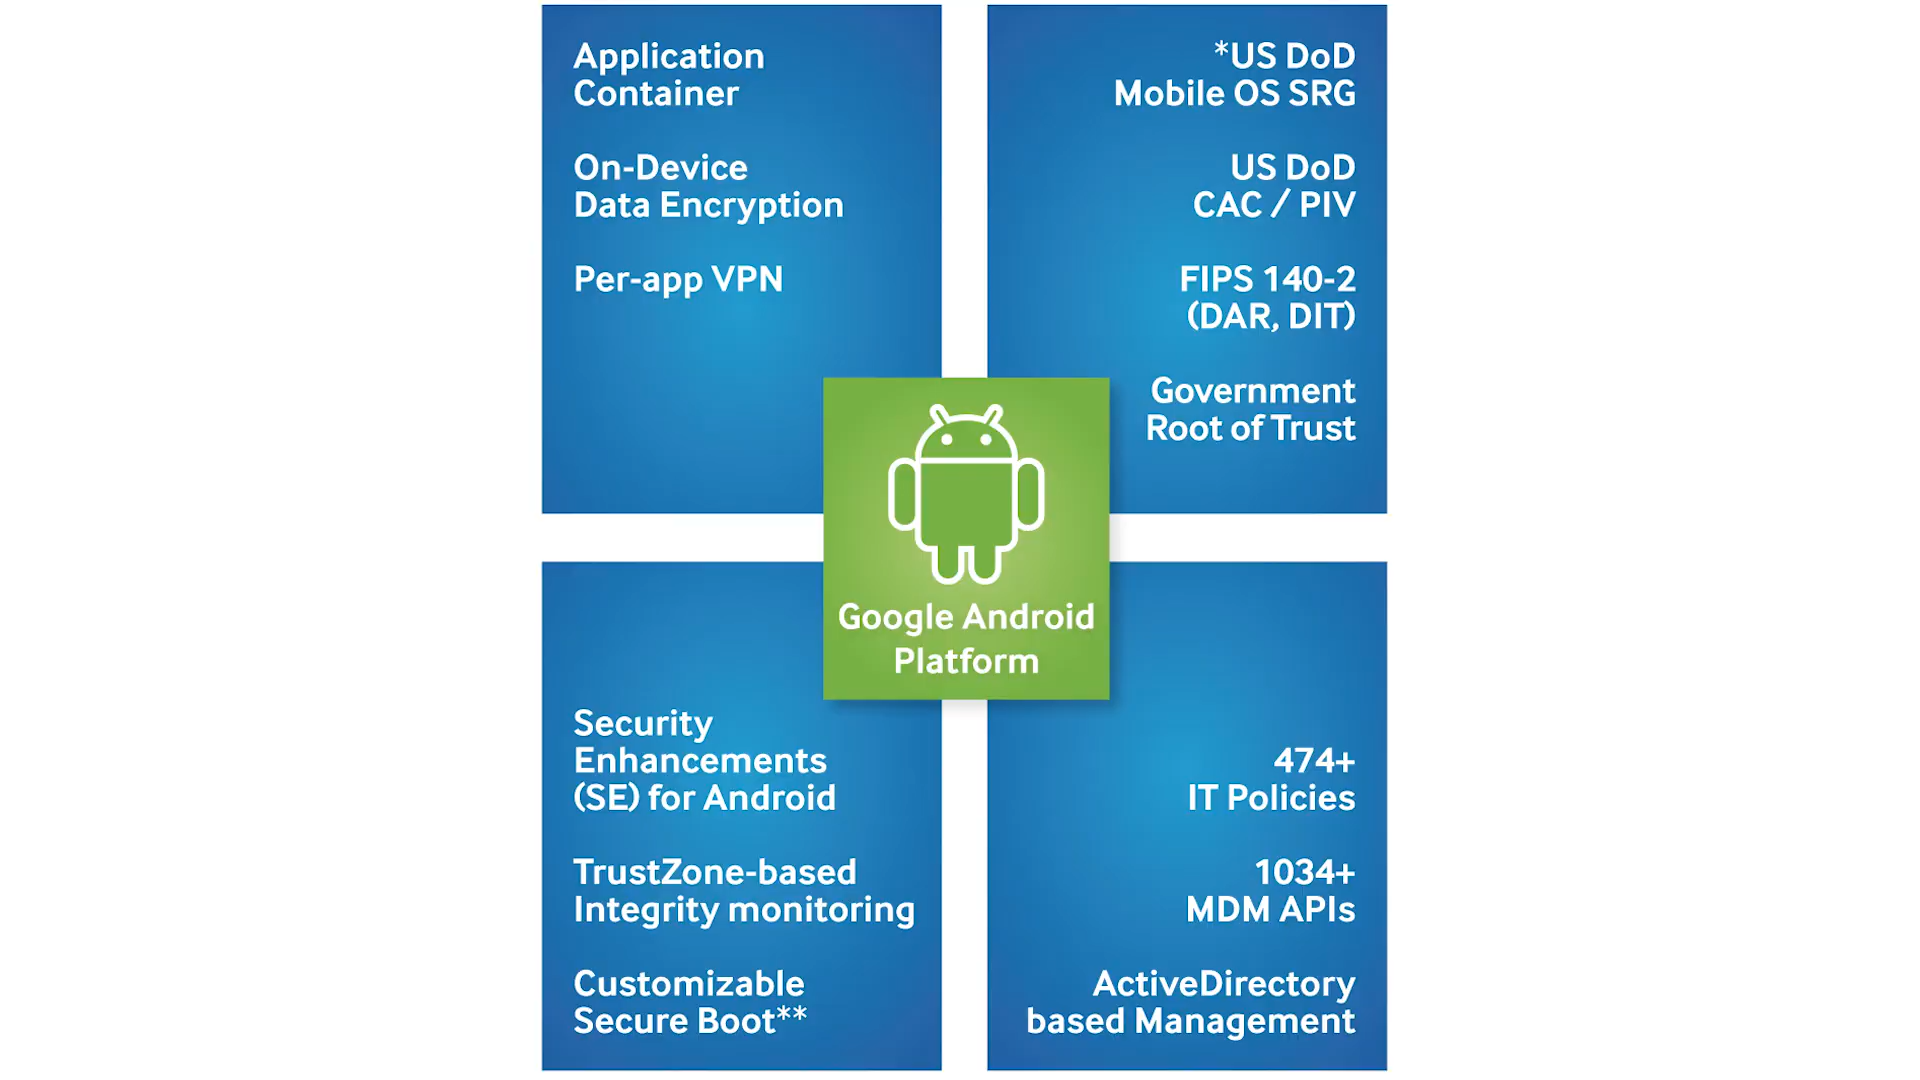 Application
Container
On-Device
Data Encryption
Per-app VPN
*US DoD
Mobile OS SRG
US DoD
CAC / PIV
FIPS 140-2
(DAR, DIT)
Government
Root of Trust
Google Android
Platform
Security
Enhancements
(SE) for Android
TrustZone-based
Integrity monitoring
Customizable
Secure Boot**
474+
IT Policies
1034+
MDM APIs
ActiveDirectory
based Management